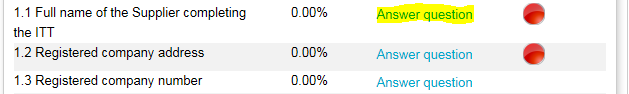 1.1 Full name of the Supplier completing 0.00% Answer question
the ITT
1.2 Registered company address 0.00% Answer question
1.3 Registered company number 0.00% Answer question